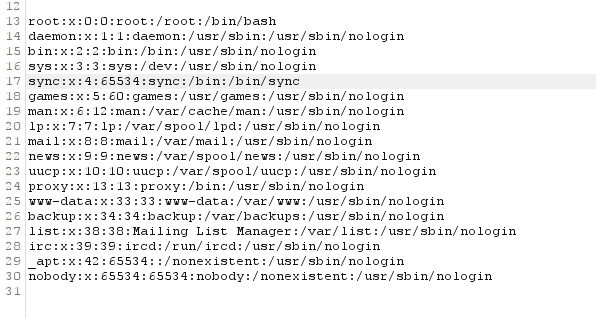 12
13 root:x:0:0:root:/root:/bin/bash
14 daemon:x:1:1:daemon:/usr/sbin:/usr/sbin/nologin
15 bin:x:2:2:bin:/bin:/usr/sbin/nologin
16 sys:x:3:3:sys:/dev:/usr/sbin/nologin
17 sync:x:4:65534:sync:/bin:/bin/sync
18 games:x:5:60:games:/usr/games:/usr/sbin/nologin
19 man:x:6:12:man:/var/cache/man:/usr/sbin/nologin
20 lp:x:7:7:lp:/var/spool/lpd:/usr/sbin/nologin
21 mail:x:8:8:mail:/var/mail:/usr/sbin/nologin
22 news:x:9:9:news:/var/spool/news:/usr/sbin/nologin
23 uucp:x:10:10:uucp:/var/spool/uucp:/usr/sbin/nologin
24 proxy:x:13:13:proxy:/bin:/usr/sbin/nologin
25 www-data:x:33:33:www-data:/var/www:/usr/sbin/nologin
26 backup:x:34:34:backup:/var/backups:/usr/sbin/nologin
27 list:x:38:38:Mailing List Manager:/var/list:/usr/sbin/nologin
28 irc:x:39:39:ircd:/run/ircd:/usr/sbin/nologin
29 _apt:x:42:65534::/nonexistent:/usr/sbin/nologin
30 nobody:x:65534:65534:nobody:/nonexistent:/usr/sbin/nologin
31